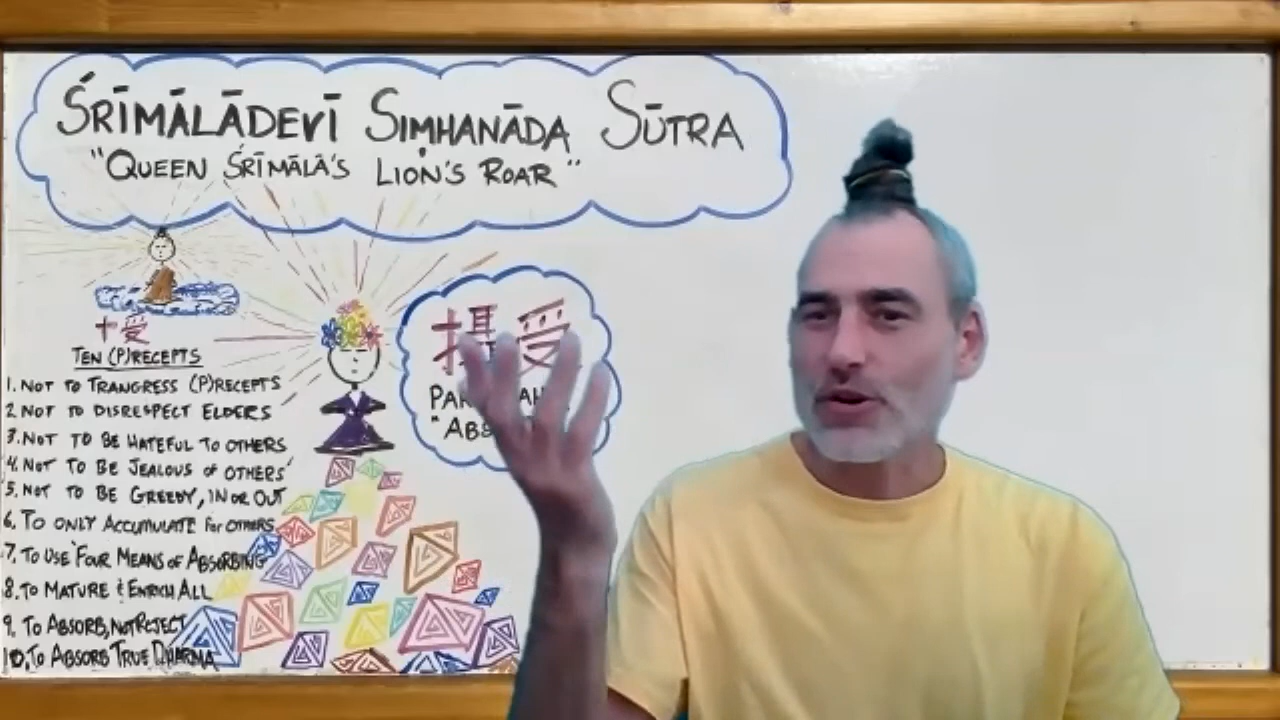 ŚRĪMĀLĀDEVĪ SIṂHANĀDA SŪTRA
"QUEEN ŚRĪMĀLĀ'S LION'S ROAR"
十受
TEN (P)RECEPTS
1. NOT TO TRANGRESS (P)RECEPTS
2. NOT TO DISRESPECT ELDERS
3. NOT TO BE HATEFUL TO OTHERS
4. NOT TO BE JEALOUS OF OTHERS'
5. NOT TO BE GREEDY, IN OR OUT
6. TO ONLY ACCUMULATE for OTHERS
7. TO USE 'FOUR MEANS OF ABSORBING'
8. TO MATURE & ENRICH ALL
9. TO ABSORB, NOT REJECT
10. TO ABSORB TRUE DHARMA
攝受